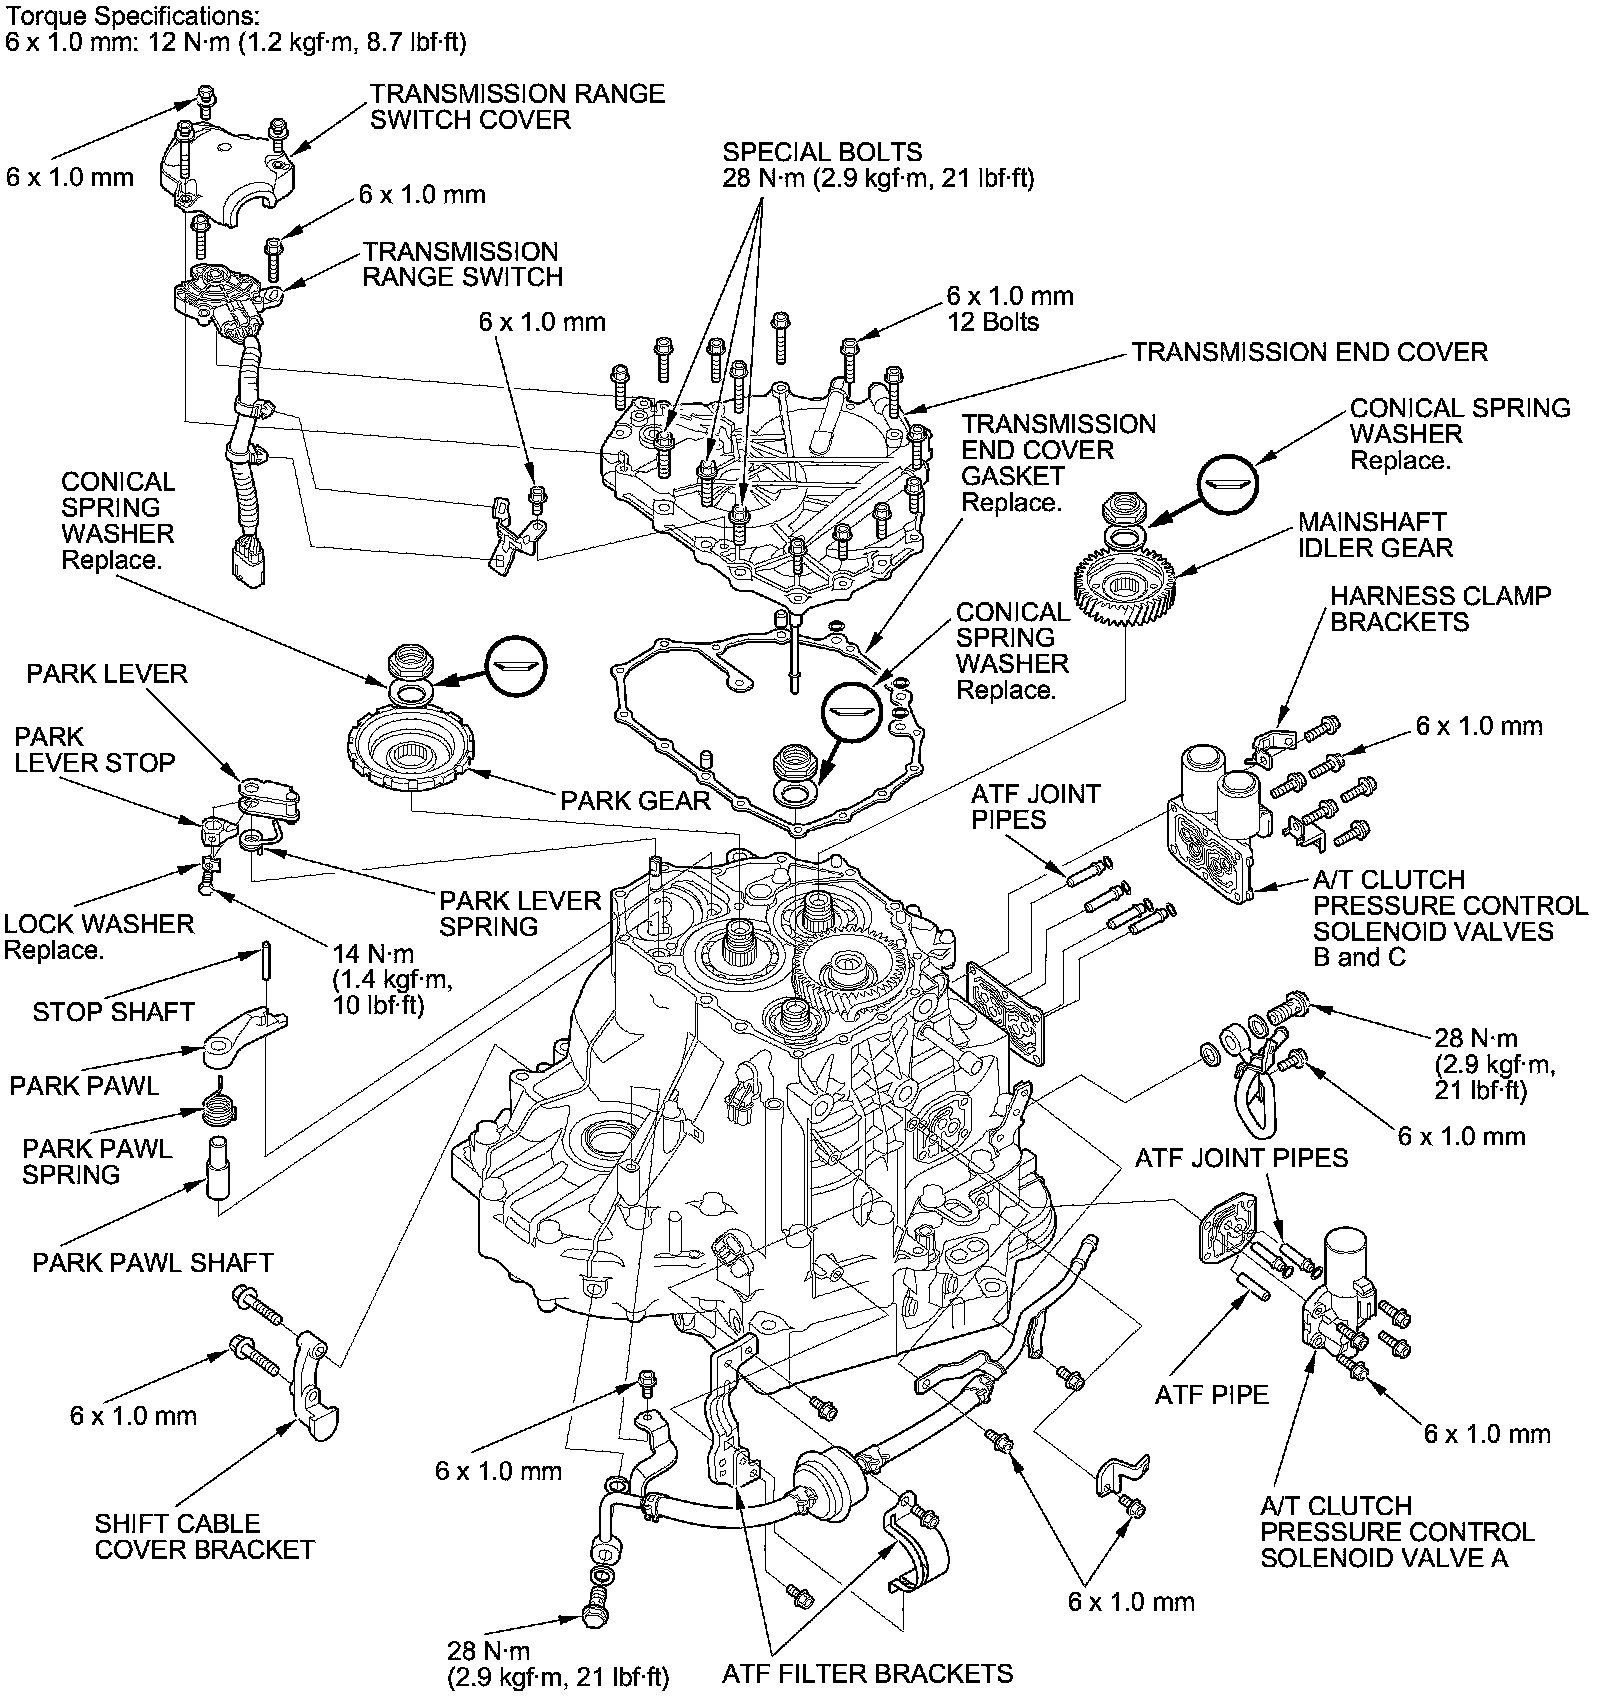 Torque Specifications:
6 x 1.0 mm: 12 N·m (1.2 kgf·m, 8.7 lbf·ft)
TRANSMISSION RANGE
SWITCH COVER
6 x 1.0 mm
6 x 1.0 mm
TRANSMISSION
RANGE SWITCH
SPECIAL BOLTS
28 N·m (2.9 kgf·m, 21 lbf·ft)
6 x 1.0 mm
6 x 1.0 mm
12 Bolts
TRANSMISSION END COVER
CONICAL SPRING
WASHER
Replace.
TRANSMISSION
END COVER
GASKET
Replace.
CONICAL
SPRING
WASHER
Replace.
MAINSHAFT
IDLER GEAR
HARNESS CLAMP
BRACKETS
CONICAL
SPRING
WASHER
Replace.
PARK LEVER
PARK
LEVER STOP
6 x 1.0 mm
PARK GEAR
ATF JOINT
PIPES
PARK LEVER
SPRING
A/T CLUTCH
PRESSURE CONTROL
SOLENOID VALVES
B and C
LOCK WASHER
Replace.
14 N·m
(1.4 kgf·m,
10 lbf·ft)
STOP SHAFT
28 N·m
(2.9 kgf·m,
21 lbf·ft)
PARK PAWL
6 x 1.0 mm
PARK PAWL
SPRING
ATF JOINT PIPES
PARK PAWL SHAFT
ATF PIPE
6 x 1.0 mm
6 x 1.0 mm
6 x 1.0 mm
SHIFT CABLE
COVER BRACKET
A/T CLUTCH
PRESSURE CONTROL
SOLENOID VALVE A
6 x 1.0 mm
28 N·m
(2.9 kgf·m, 21 lbf·ft)
ATF FILTER BRACKETS